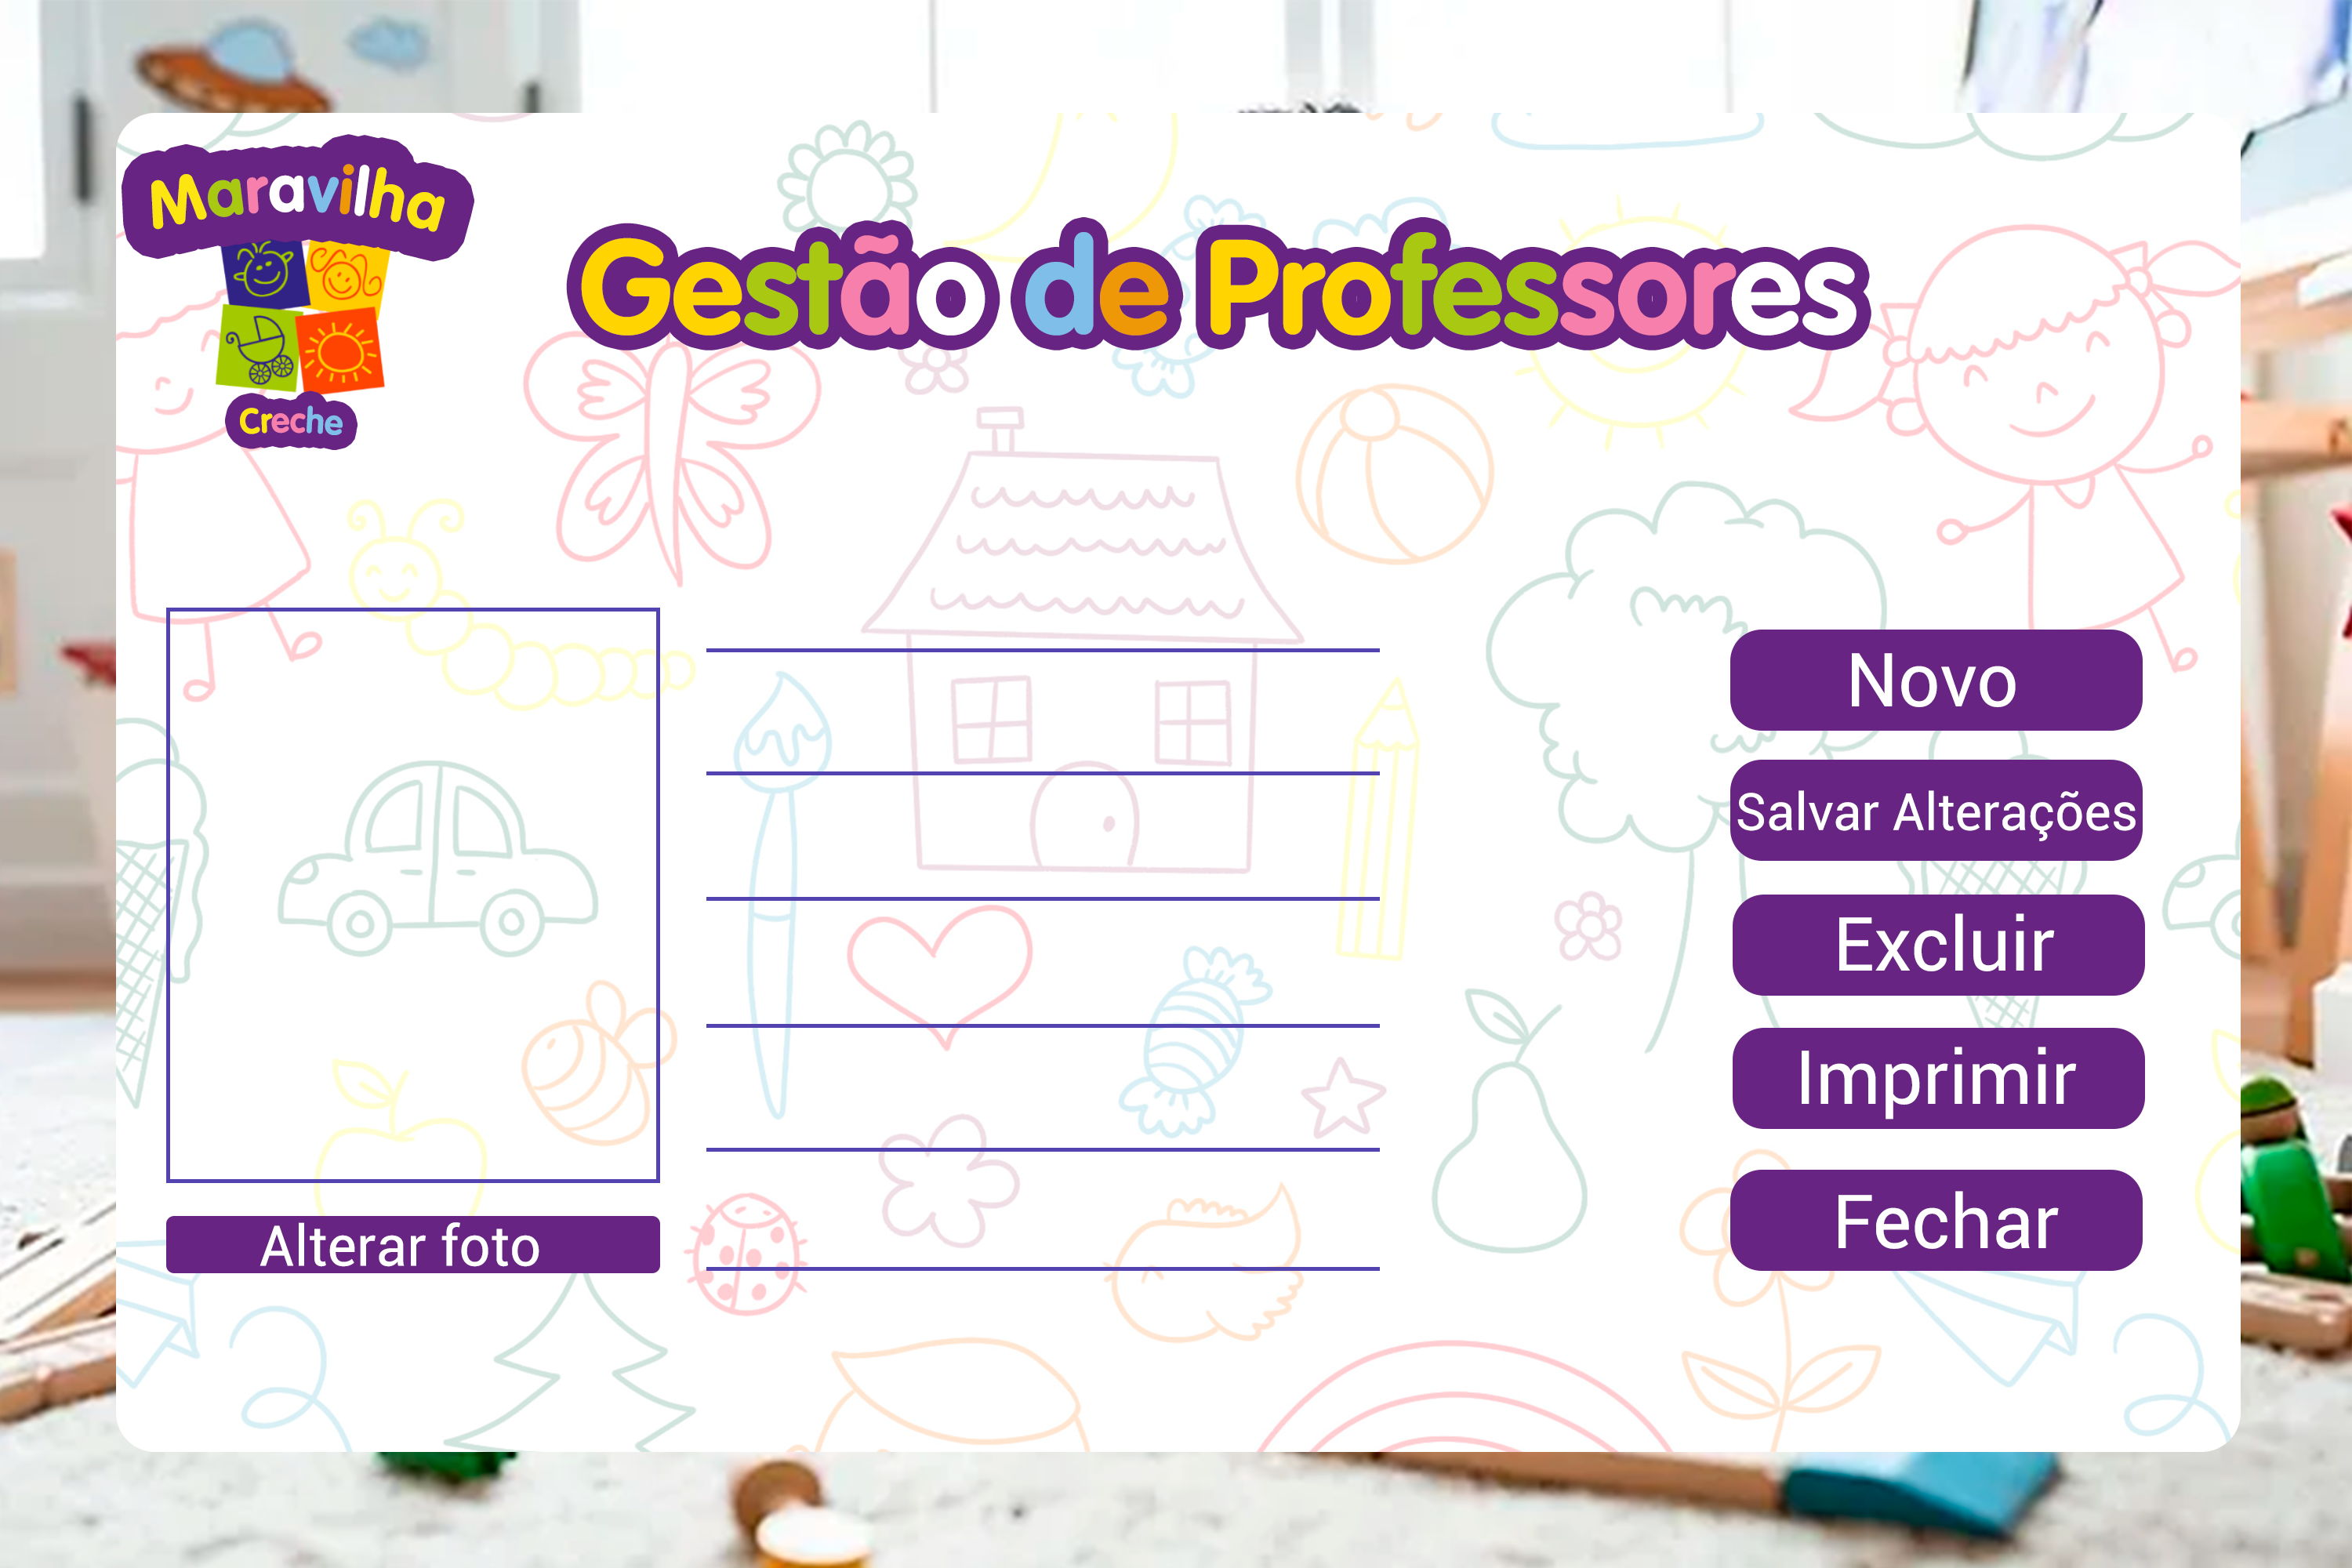 Maravilha
Creche
Gestão de Professores
Novo
Salvar Alterações
Excluir
Imprimir
Fechar
Alterar foto